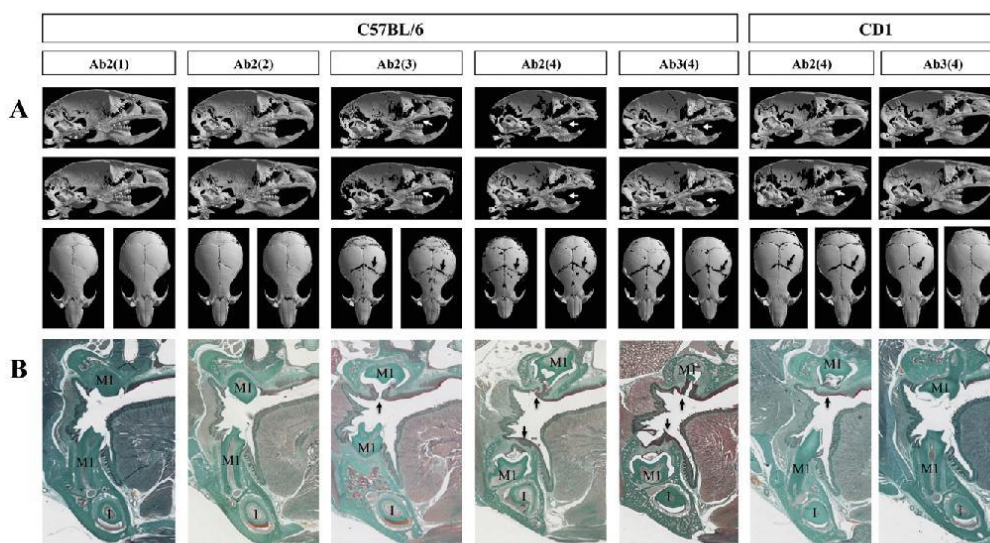 C57BL/6 CD1
Ab2(1) Ab2(2) Ab2(3) Ab2(4) Ab3(4) Ab2(4) Ab3(4)
A
B
M1 M1 M1 M1 M1 M1 M1
M1 M1 M1 M1 M1 M1 M1
I I I I I I I